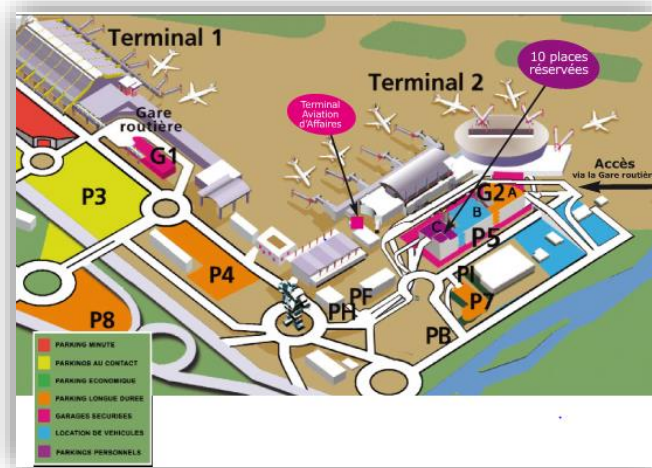 Terminal 1
10 places
réservées
Terminal 2
Terminal
Aviation
d'Affaires
Gare
routière
G1
Accès
via la Gare routière
G2
A
B
C
P3
P5
P4
PI
PF
P7
PH
P8
PB
PARKING MINUTE
PARKINGS AU CONTACT
PARKING ECONOMIQUE
PARKING LONGUE DUREE
GARAGES SECURISES
LOCATION DE VEHICULES
PARKINGS PERSONNELS